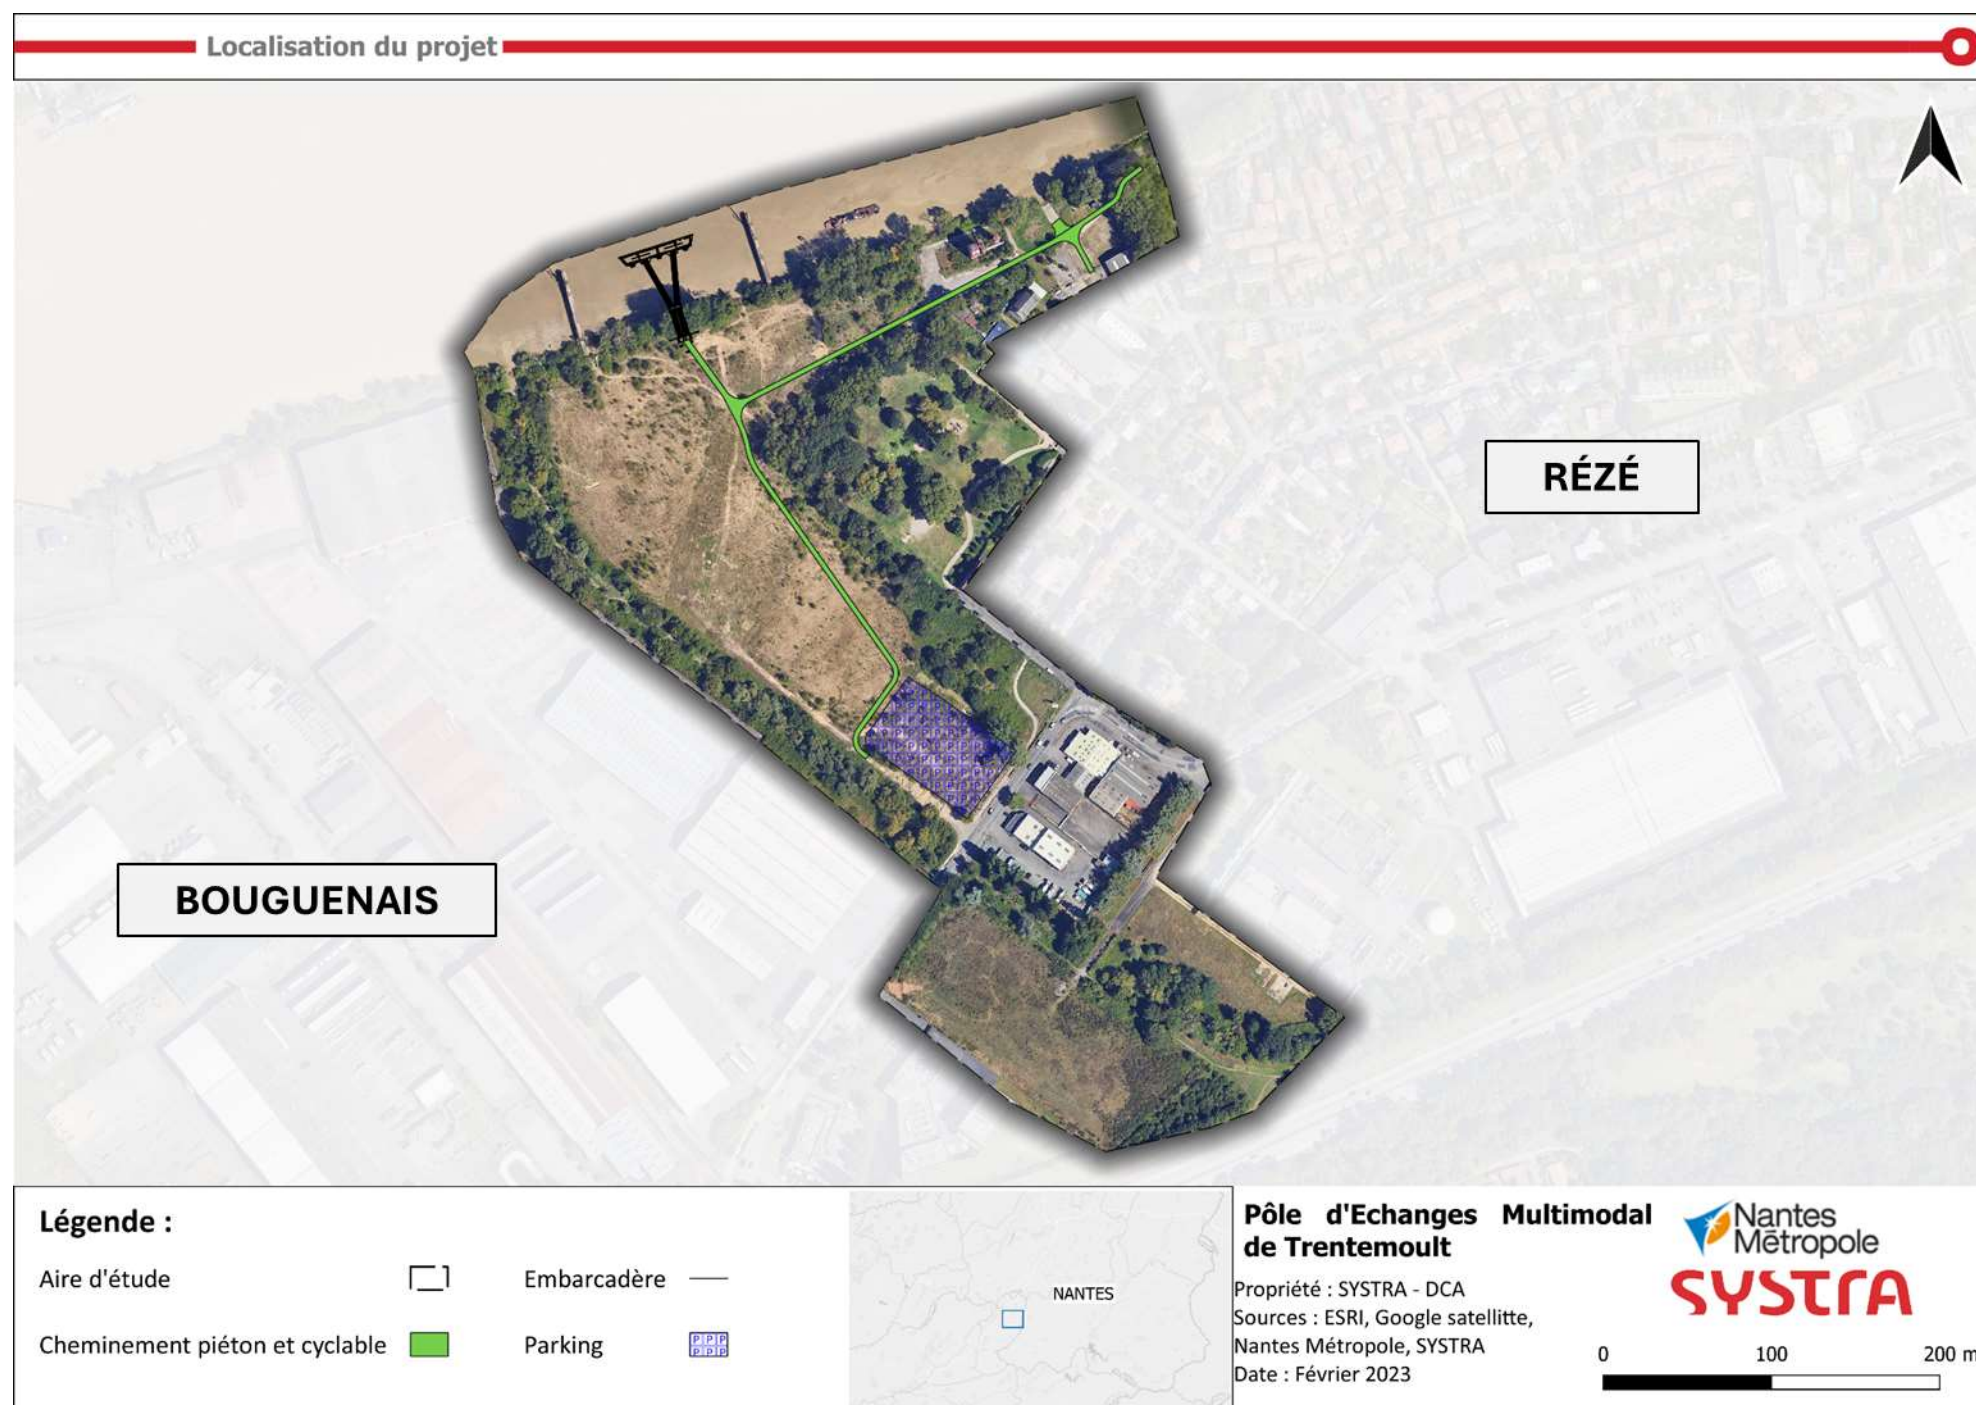 Localisation du projet
RÉZÉ
BOUGUENAIS
Légende :
Aire d'étude
Embarcadère
Cheminement piéton et cyclable
Parking
P P P
P P P
NANTES
Pôle d'Echanges Multimodal
de Trentemoult
Propriété : SYSTRA - DCA
Sources : ESRI, Google satellitte,
Nantes Métropole, SYSTRA
Date : Février 2023
Nantes
Métropole
SYSTRA
0 100 200 m